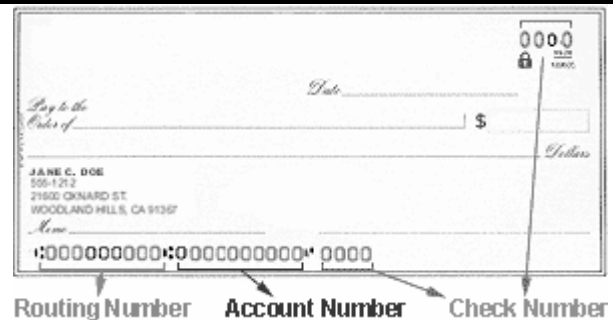 0000
Date
Pay to the
Order of
$
Dollars
JANE C. DOE
555-1212
21600 OXNARD ST.
WOODLAND HILLS, CA 91367
Memo
⑆000000000⑆0000000000⑈ 0000
Routing Number Account Number Check Number